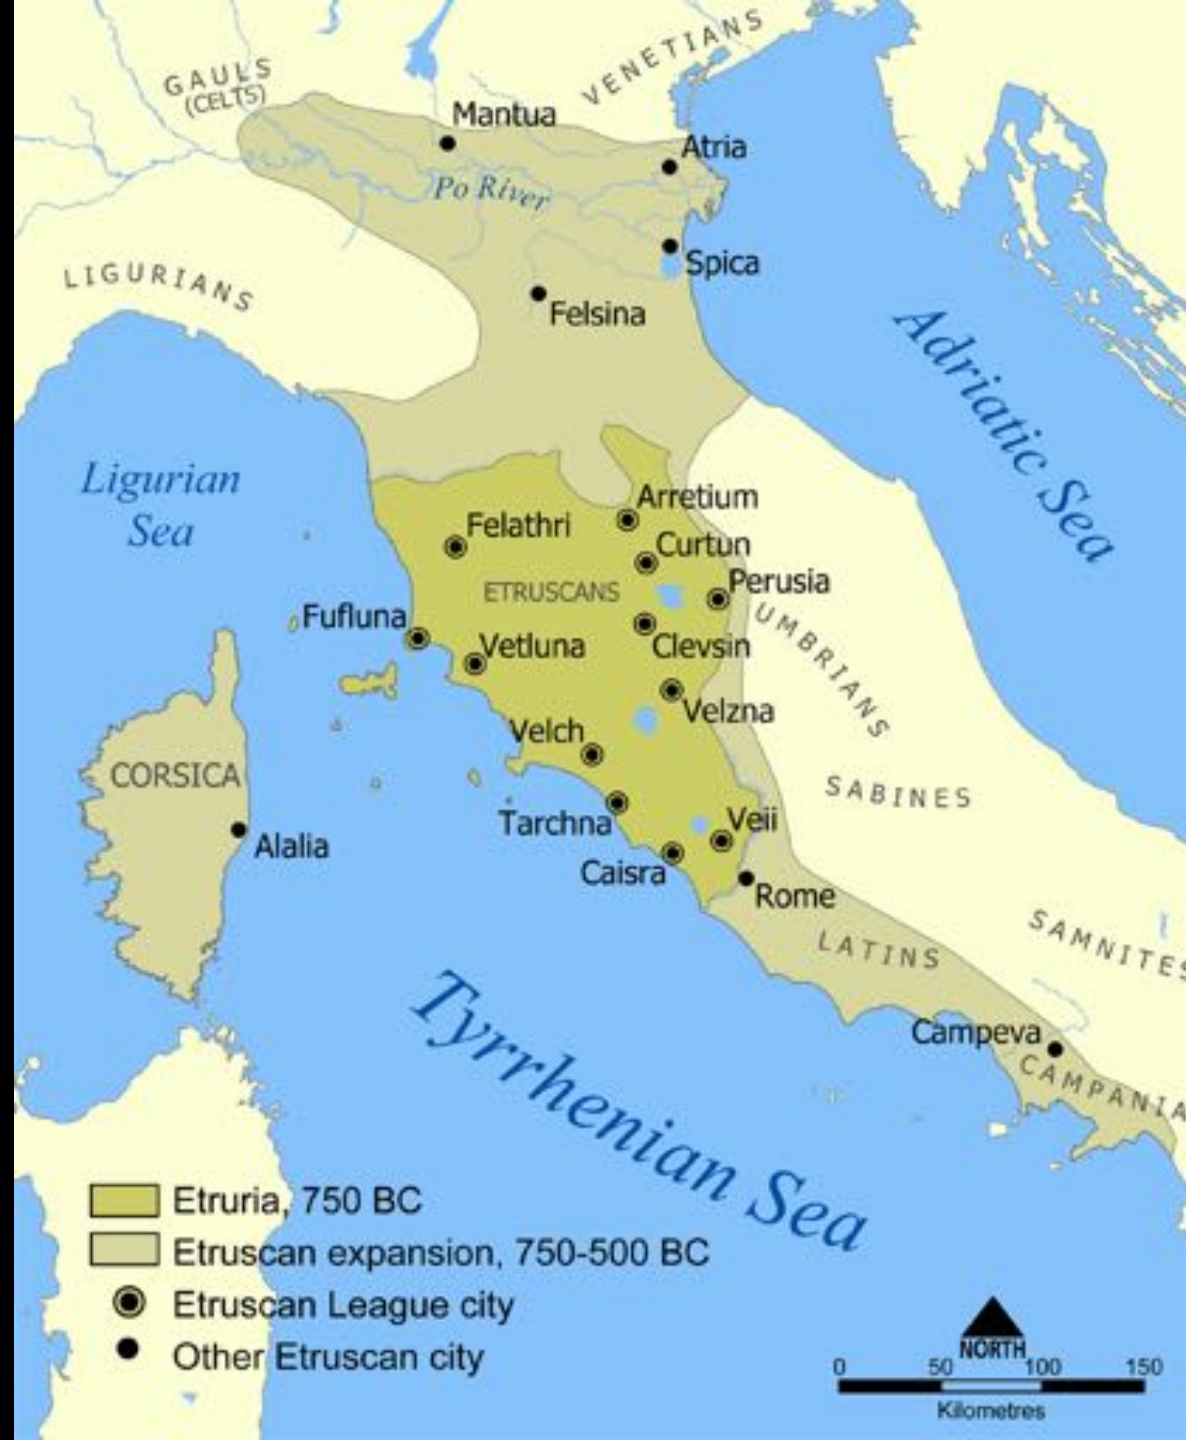 GAULS
(CELTS)
VENETIANS
Mantua
Atria
Po River
Spica
LIGURIANS
Felsina
Adriatic Sea
Ligurian
Sea
Arretium
Felathri
Curtun
ETRUSCANS
Perusia
Fufluna
UMBRIANS
Vetluna
Clevsin
Velzna
Velch
CORSICA
SABINES
Tarchna
Veii
Alalia
Caisra
Rome
LATINS
SAMNITES
Tyrrhenian Sea
Campeva
CAMPANIA
Etruria, 750 BC
Etruscan expansion, 750-500 BC
Etruscan League city
Other Etruscan city
NORTH
0 50 100 150
Kilometres